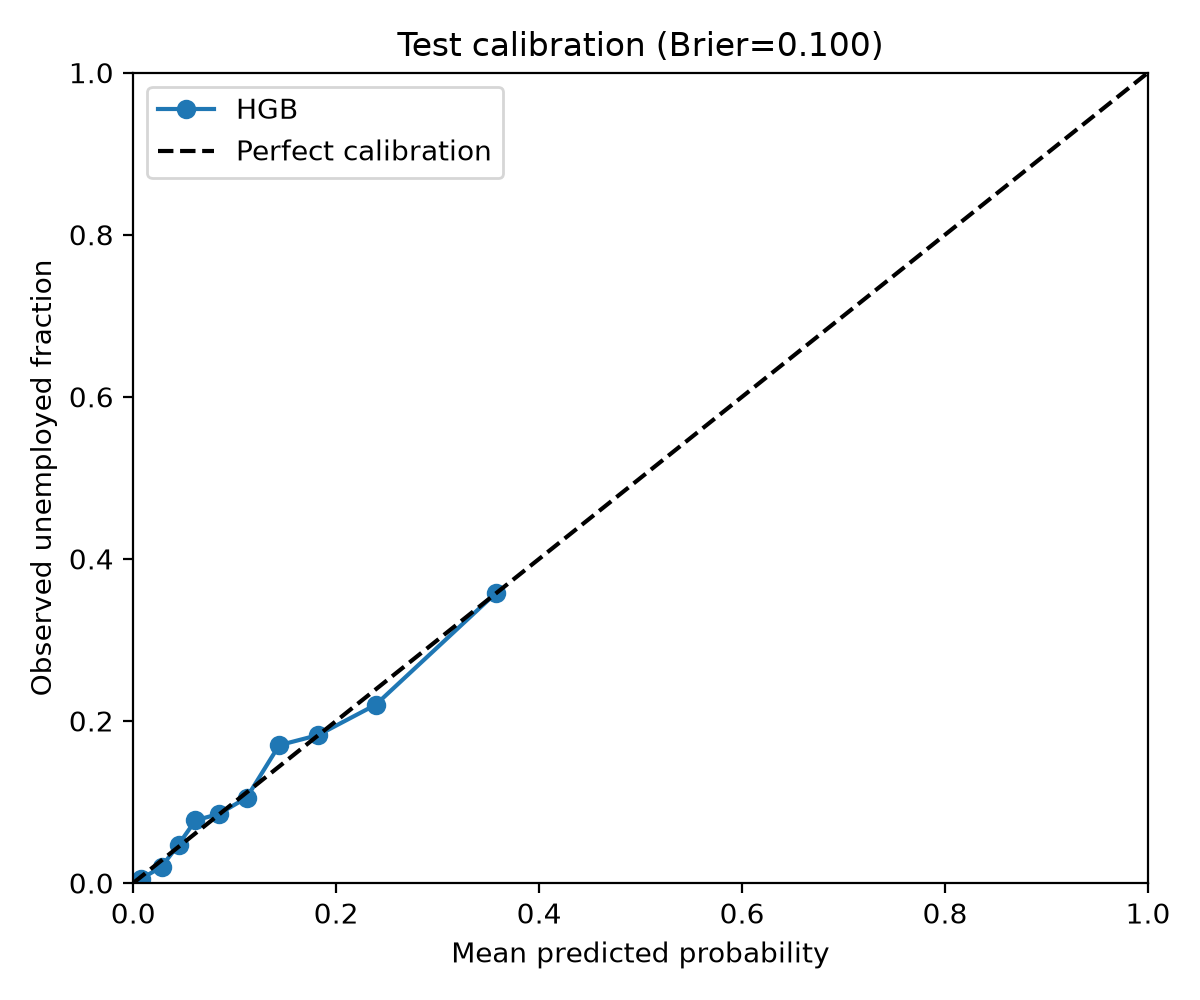 Test calibration (Brier=0.100)
HGB
Perfect calibration
Observed unemployed fraction
1.0
0.8
0.6
0.4
0.2
0.0
0.0 0.2 0.4 0.6 0.8 1.0
Mean predicted probability